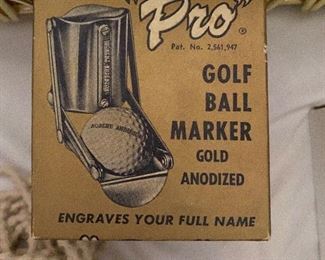 "Pro"®
Pat. No. 2,561,947
GOLF
BALL
MARKER
GOLD
ANODIZED
ENGRAVES YOUR FULL NAME